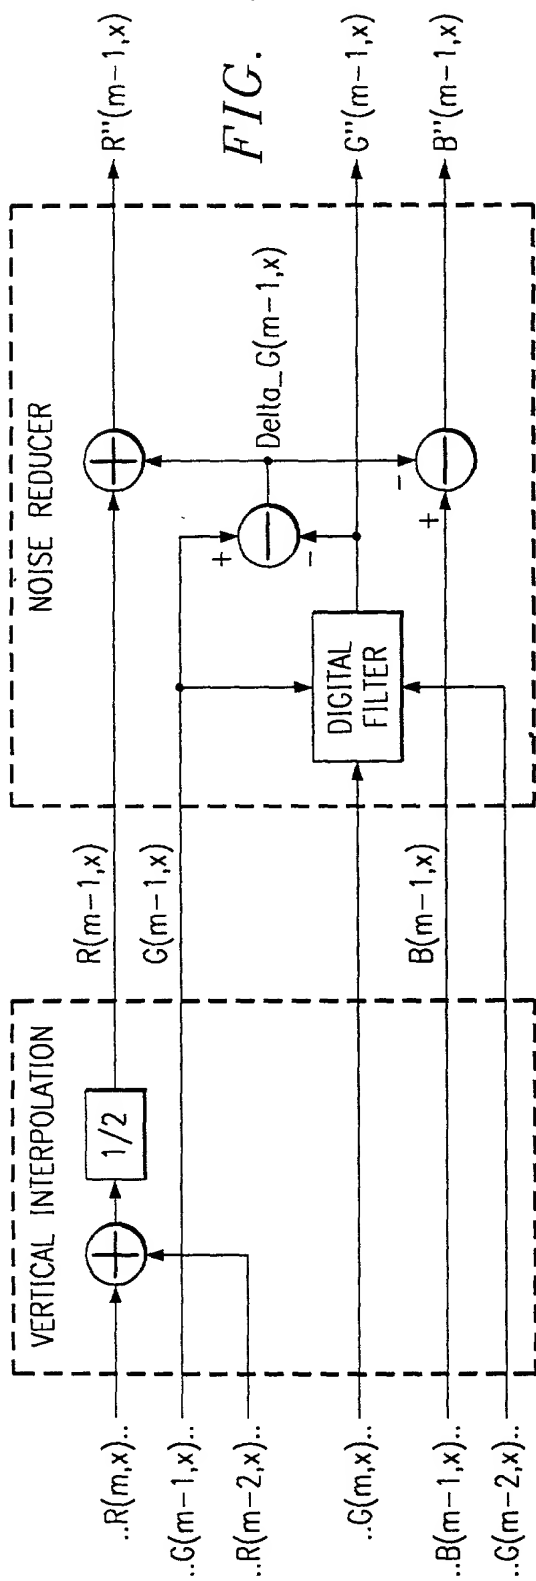 ..R(m,x)..
..G(m-1,x)..
..R(m-2,x)..
..G(m,x)..
..B(m-1,x)..
..G(m-2,x)..
VERTICAL INTERPOLATION
1/2
R(m-1,x)
G(m-1,x)
B(m-1,x)
NOISE REDUCER
DIGITAL
FILTER
+
-
Delta_G(m-1,x)
-
+
R"(m-1,x)
FIG.
G"(m-1,x)
B"(m-1,x)